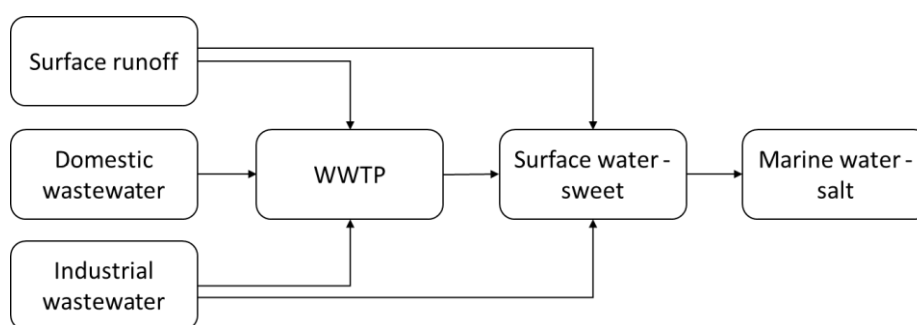 Surface runoff
Domestic
wastewater
WWTP
Surface water -
sweet
Marine water -
salt
Industrial
wastewater